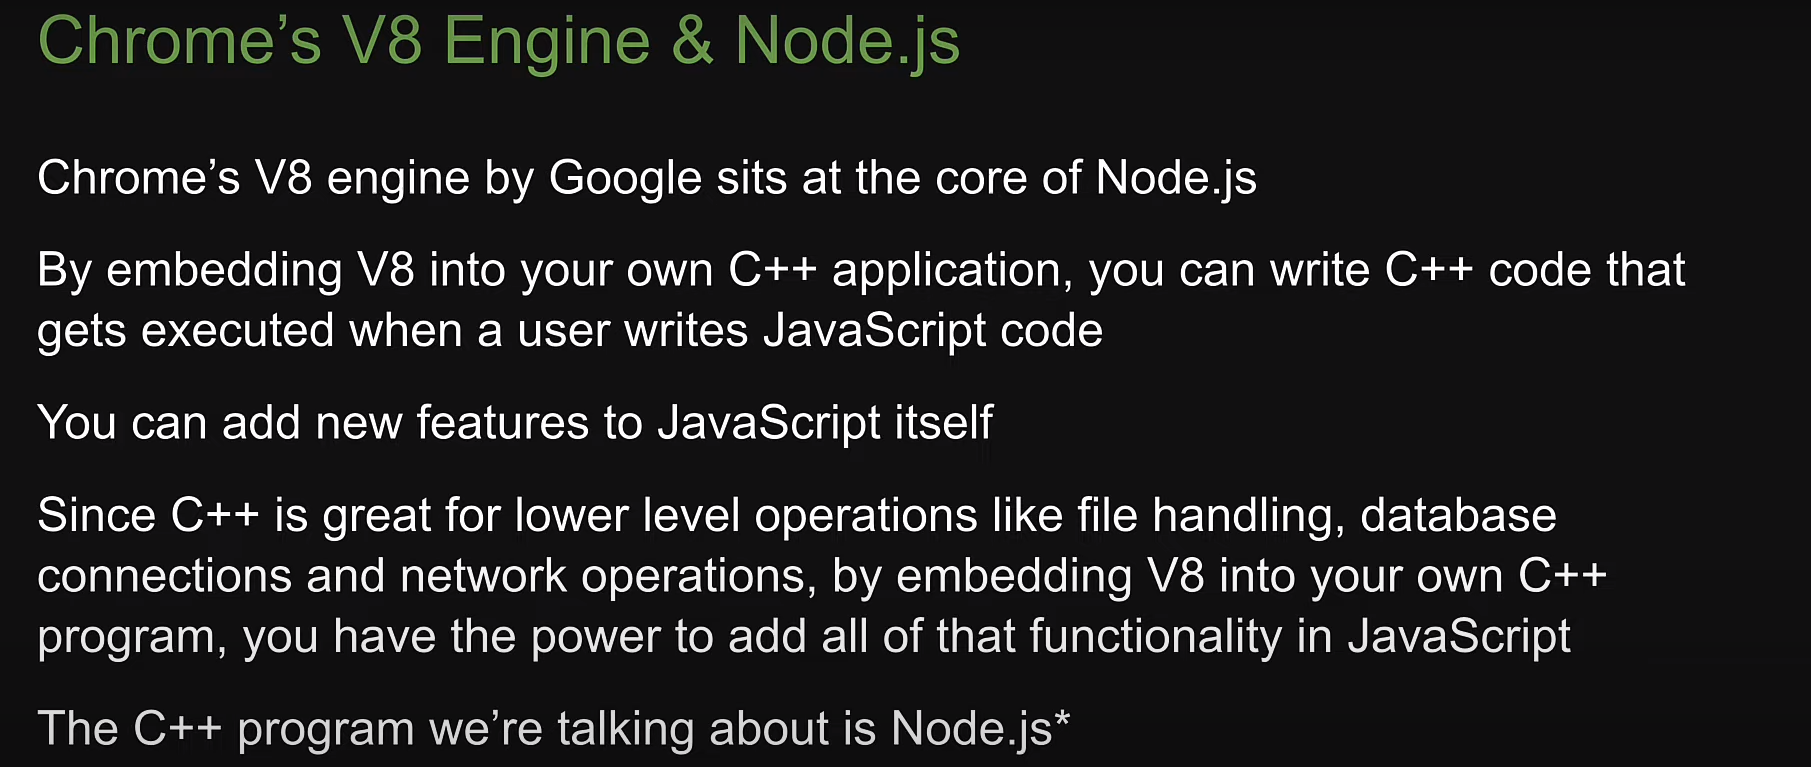 Chrome’s V8 Engine & Node.js
Chrome’s V8 engine by Google sits at the core of Node.js
By embedding V8 into your own C++ application, you can write C++ code that
gets executed when a user writes JavaScript code
You can add new features to JavaScript itself
Since C++ is great for lower level operations like file handling, database
connections and network operations, by embedding V8 into your own C++
program, you have the power to add all of that functionality in JavaScript
The C++ program we’re talking about is Node.js*